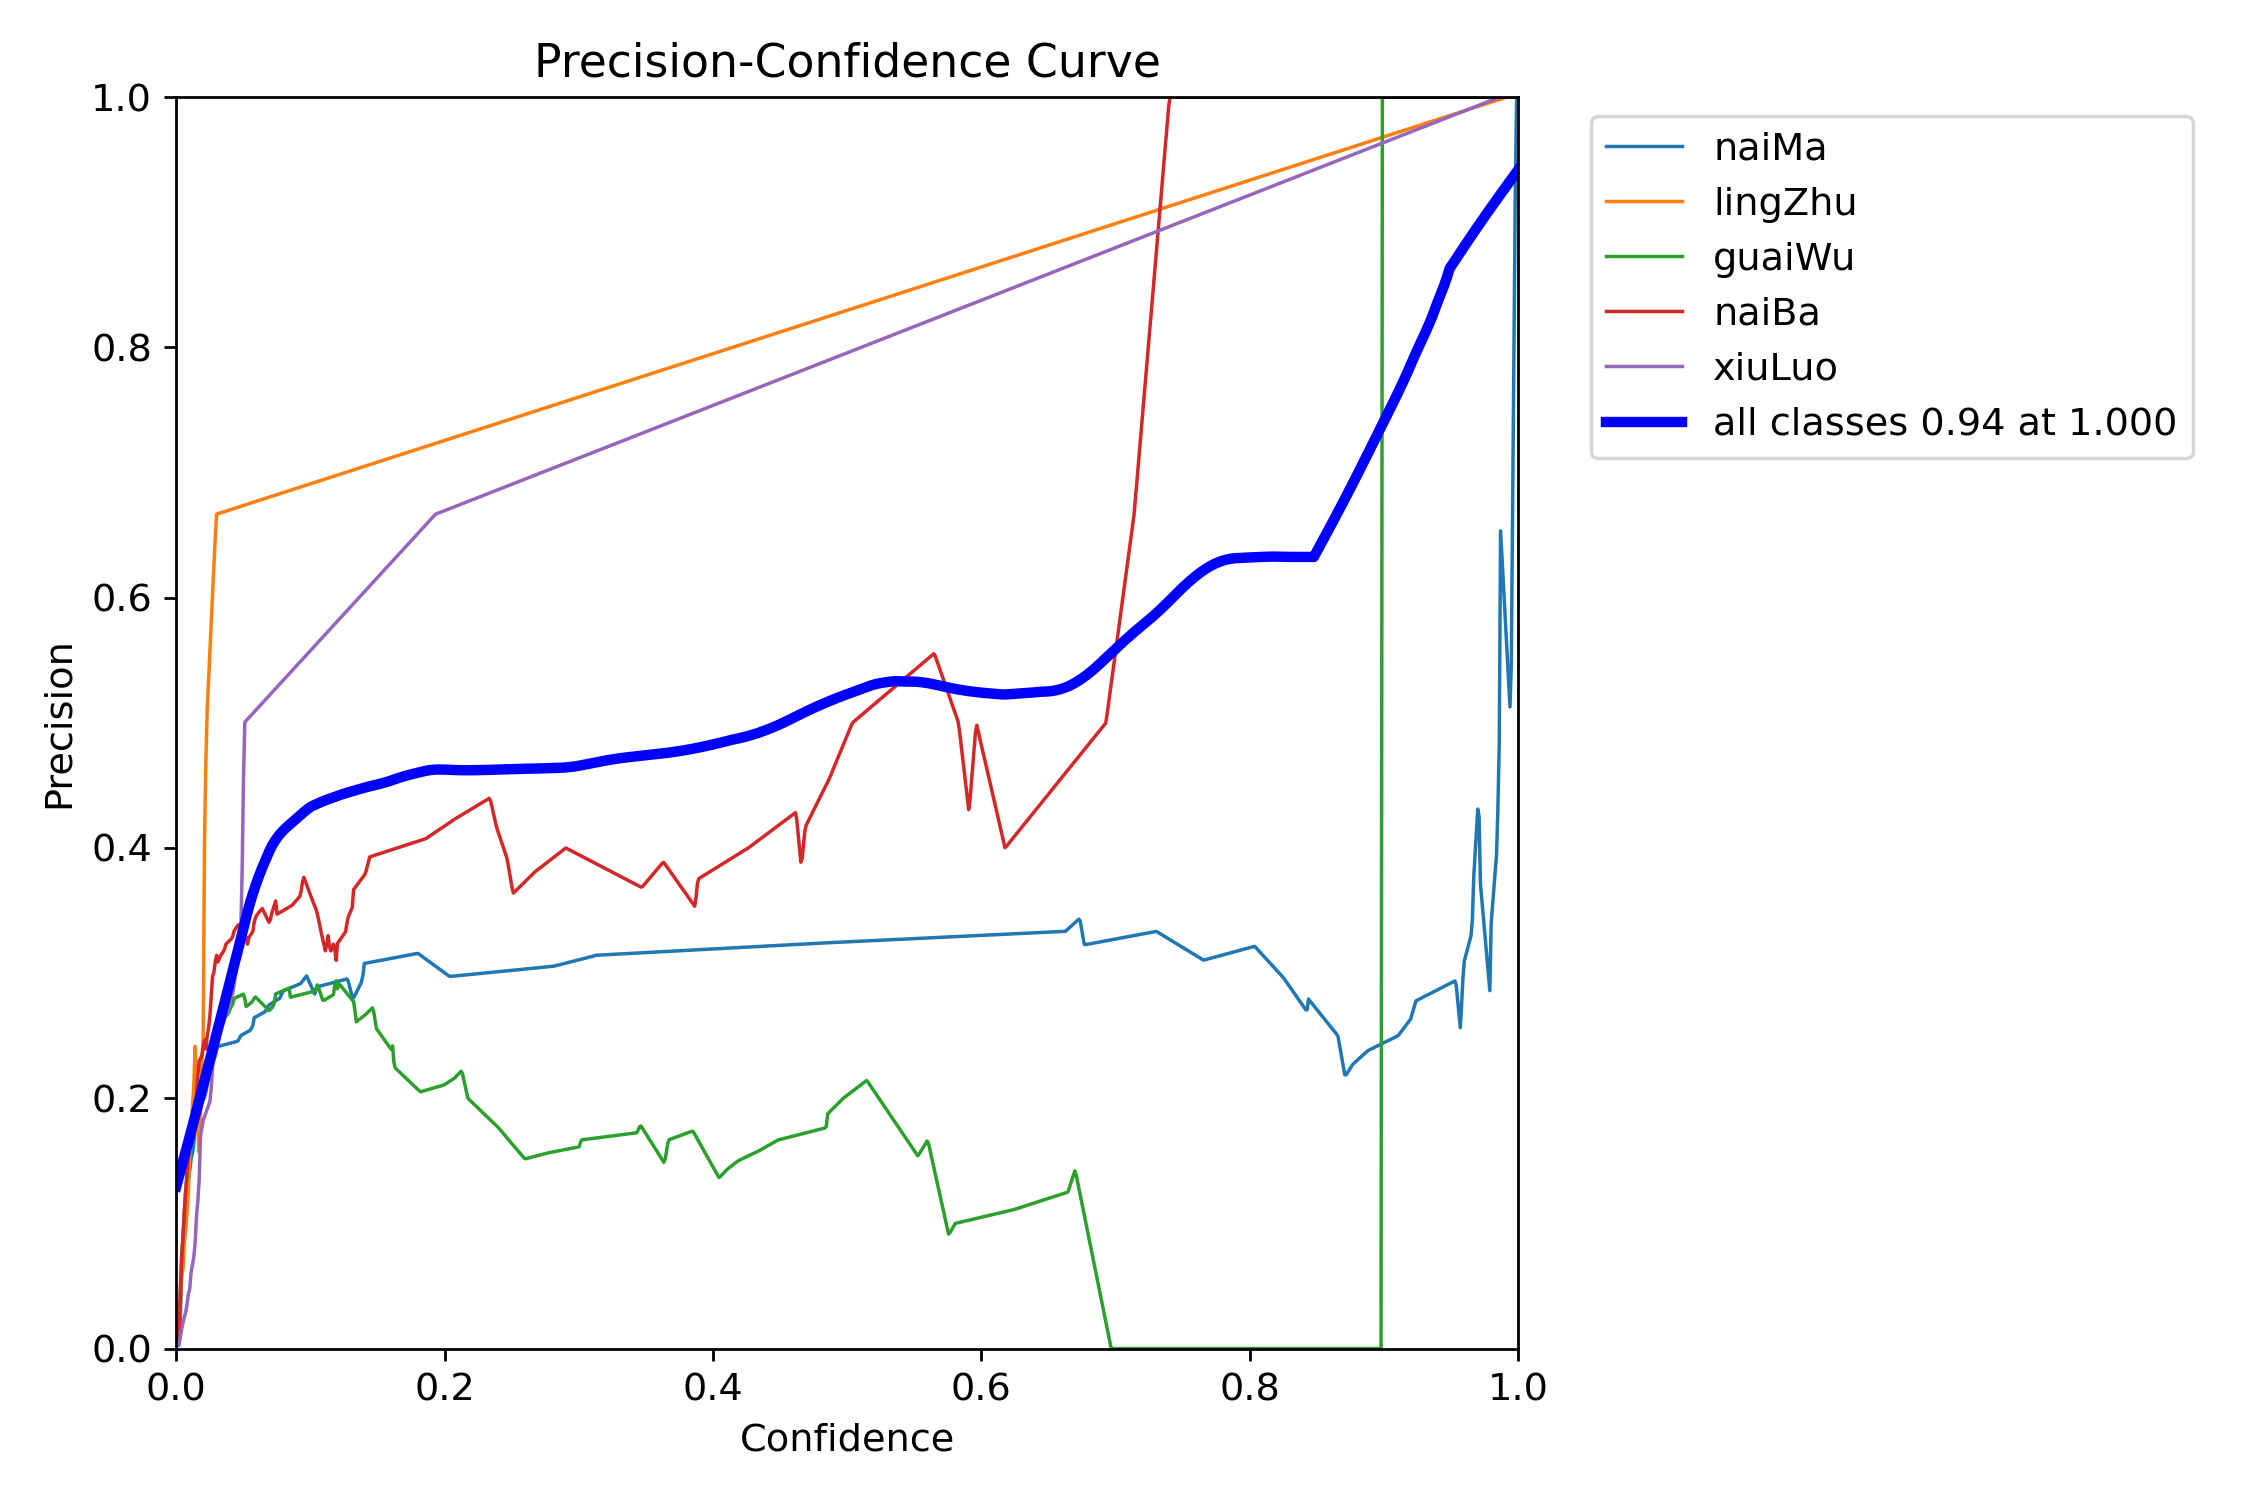 Precision-Confidence Curve
1.0
0.8
0.6
0.4
0.2
0.0
Precision
0.0 0.2 0.4 0.6 0.8 1.0
Confidence
naiMa
lingZhu
guaiWu
naiBa
xiuLuo
all classes 0.94 at 1.000